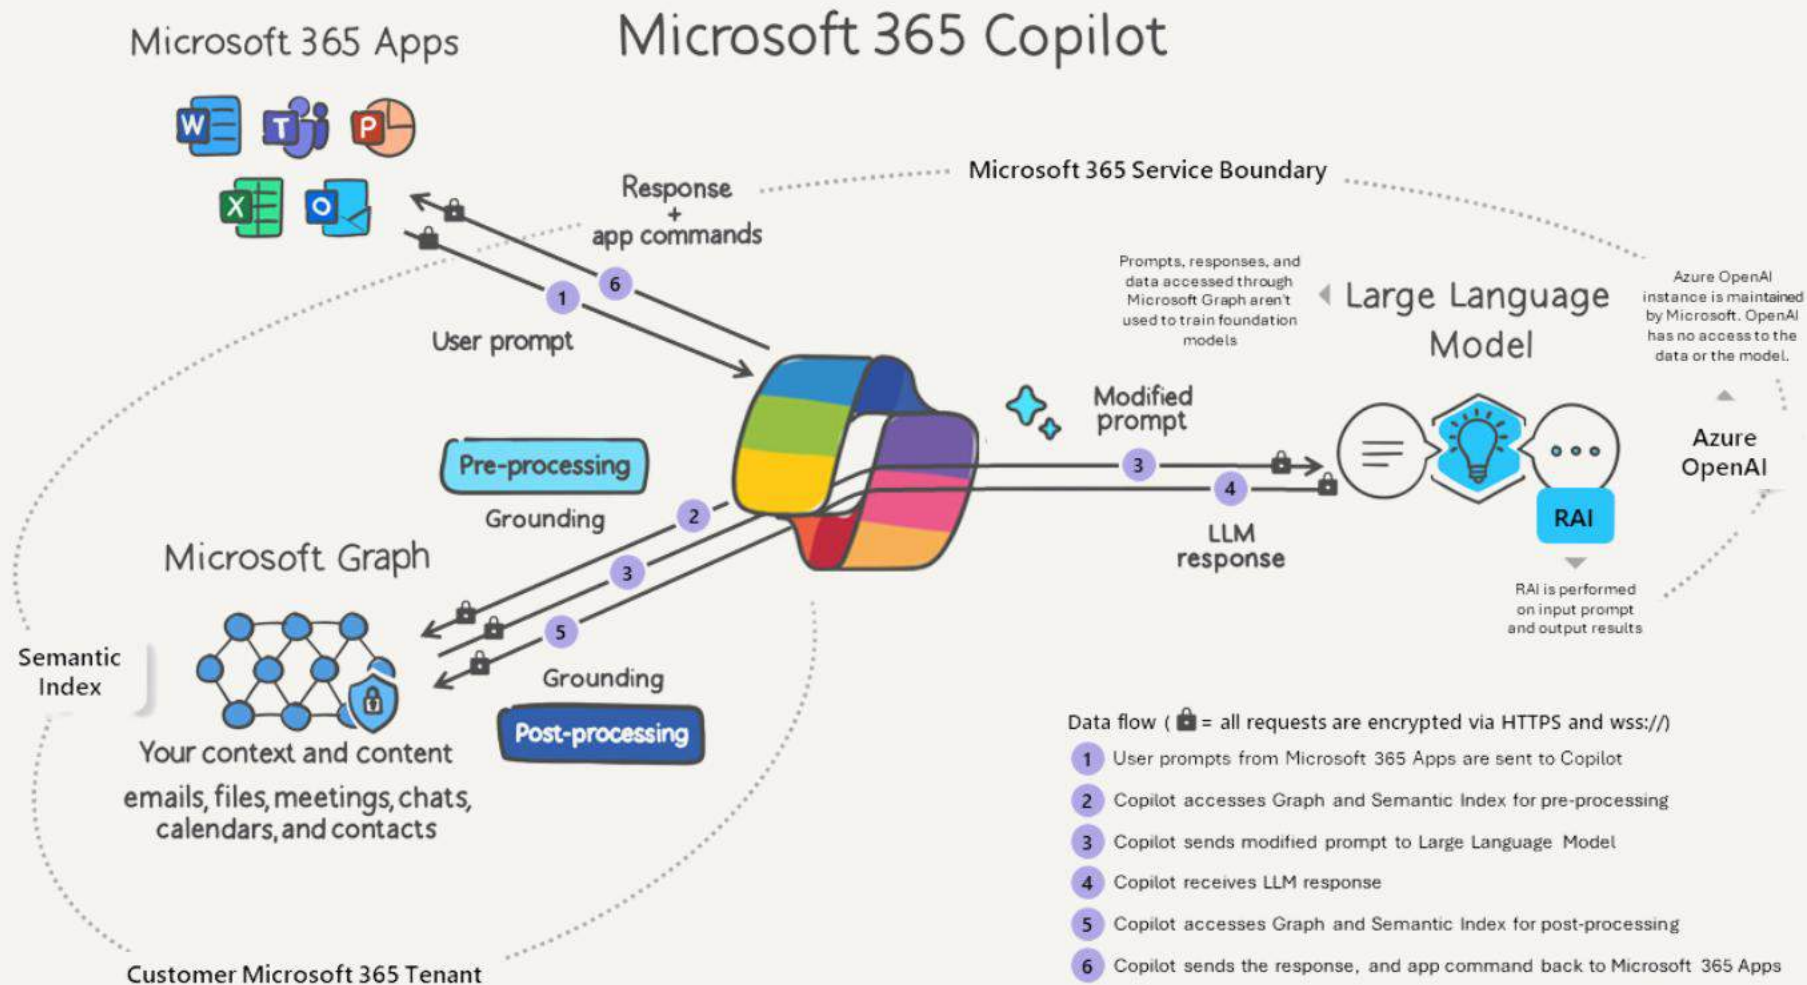 Microsoft 365 Copilot
Microsoft 365 Apps
W
T
P
X
O
Response
+
app commands
Microsoft 365 Service Boundary
6
1
User prompt
Prompts, responses, and
data accessed through
Microsoft Graph aren't
used to train foundation
models
Large Language
Model
Azure OpenAI
instance is maintained
by Microsoft. OpenAI
has no access to the
data or the model.
Modified
prompt
3
4
LLM
response
Azure
OpenAI
RAI
RAI is performed
on input prompt
and output results
Pre-processing
Grounding
2
3
5
Grounding
Post-processing
Microsoft Graph
Semantic
Index
Your context and content
emails, files, meetings, chats,
calendars, and contacts
Customer Microsoft 365 Tenant
Data flow ( = all requests are encrypted via HTTPS and wss://)
1 User prompts from Microsoft 365 Apps are sent to Copilot
2 Copilot accesses Graph and Semantic Index for pre-processing
3 Copilot sends modified prompt to Large Language Model
4 Copilot receives LLM response
5 Copilot accesses Graph and Semantic Index for post-processing
6 Copilot sends the response, and app command back to Microsoft 365 Apps